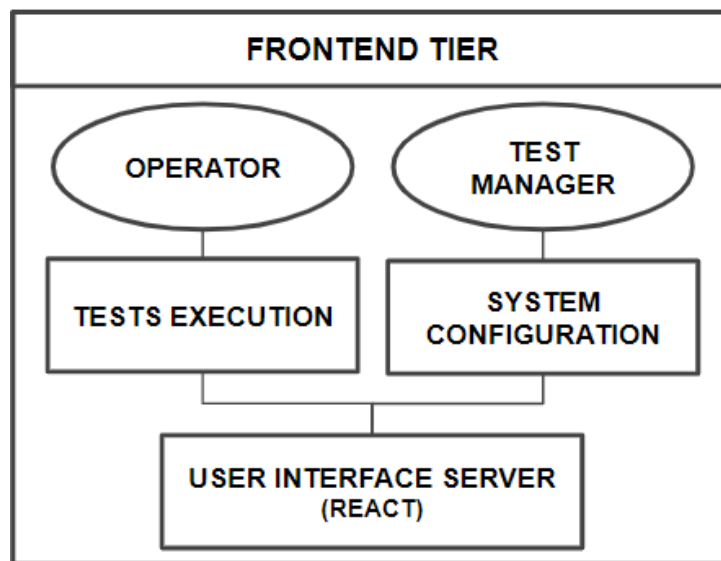 FRONTEND TIER
OPERATOR
TEST
MANAGER
TESTS EXECUTION
SYSTEM
CONFIGURATION
USER INTERFACE SERVER
(REACT)